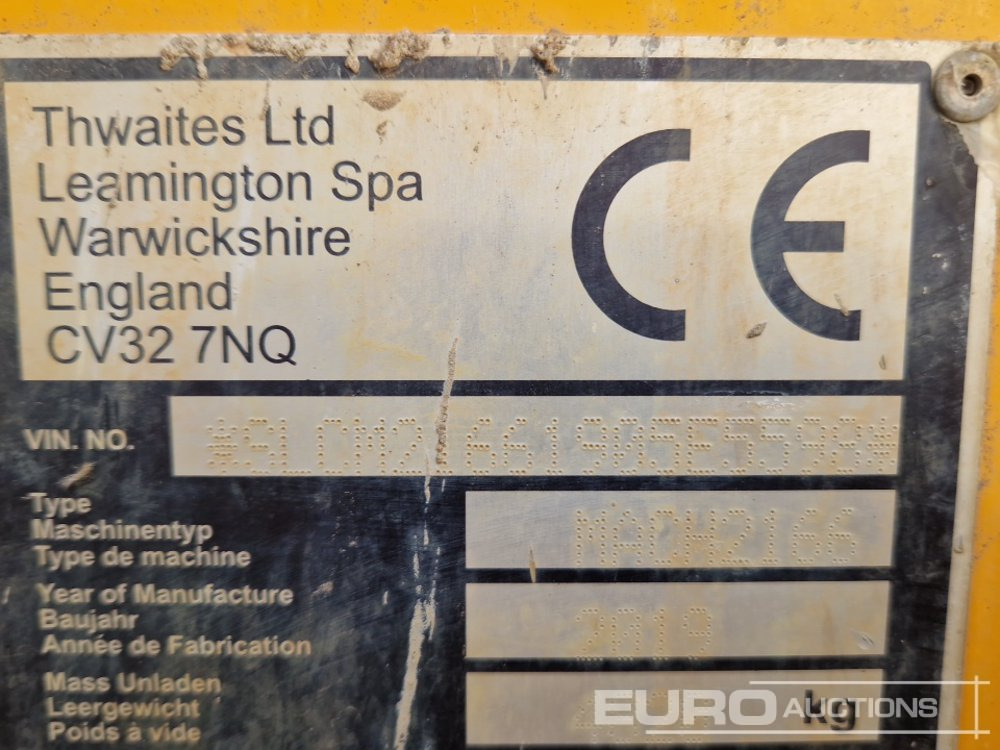 Thwaites Ltd
Leamington Spa
Warwickshire
England
CV32 7NQ
CE
VIN. NO.
Type
Maschinentyp
Type de machine
MACH2166
Year of Manufacture
Baujahr
Année de Fabrication
2019
Mass Unladen
Leergewicht
Poids à vide
kg
EURO AUCTIONS